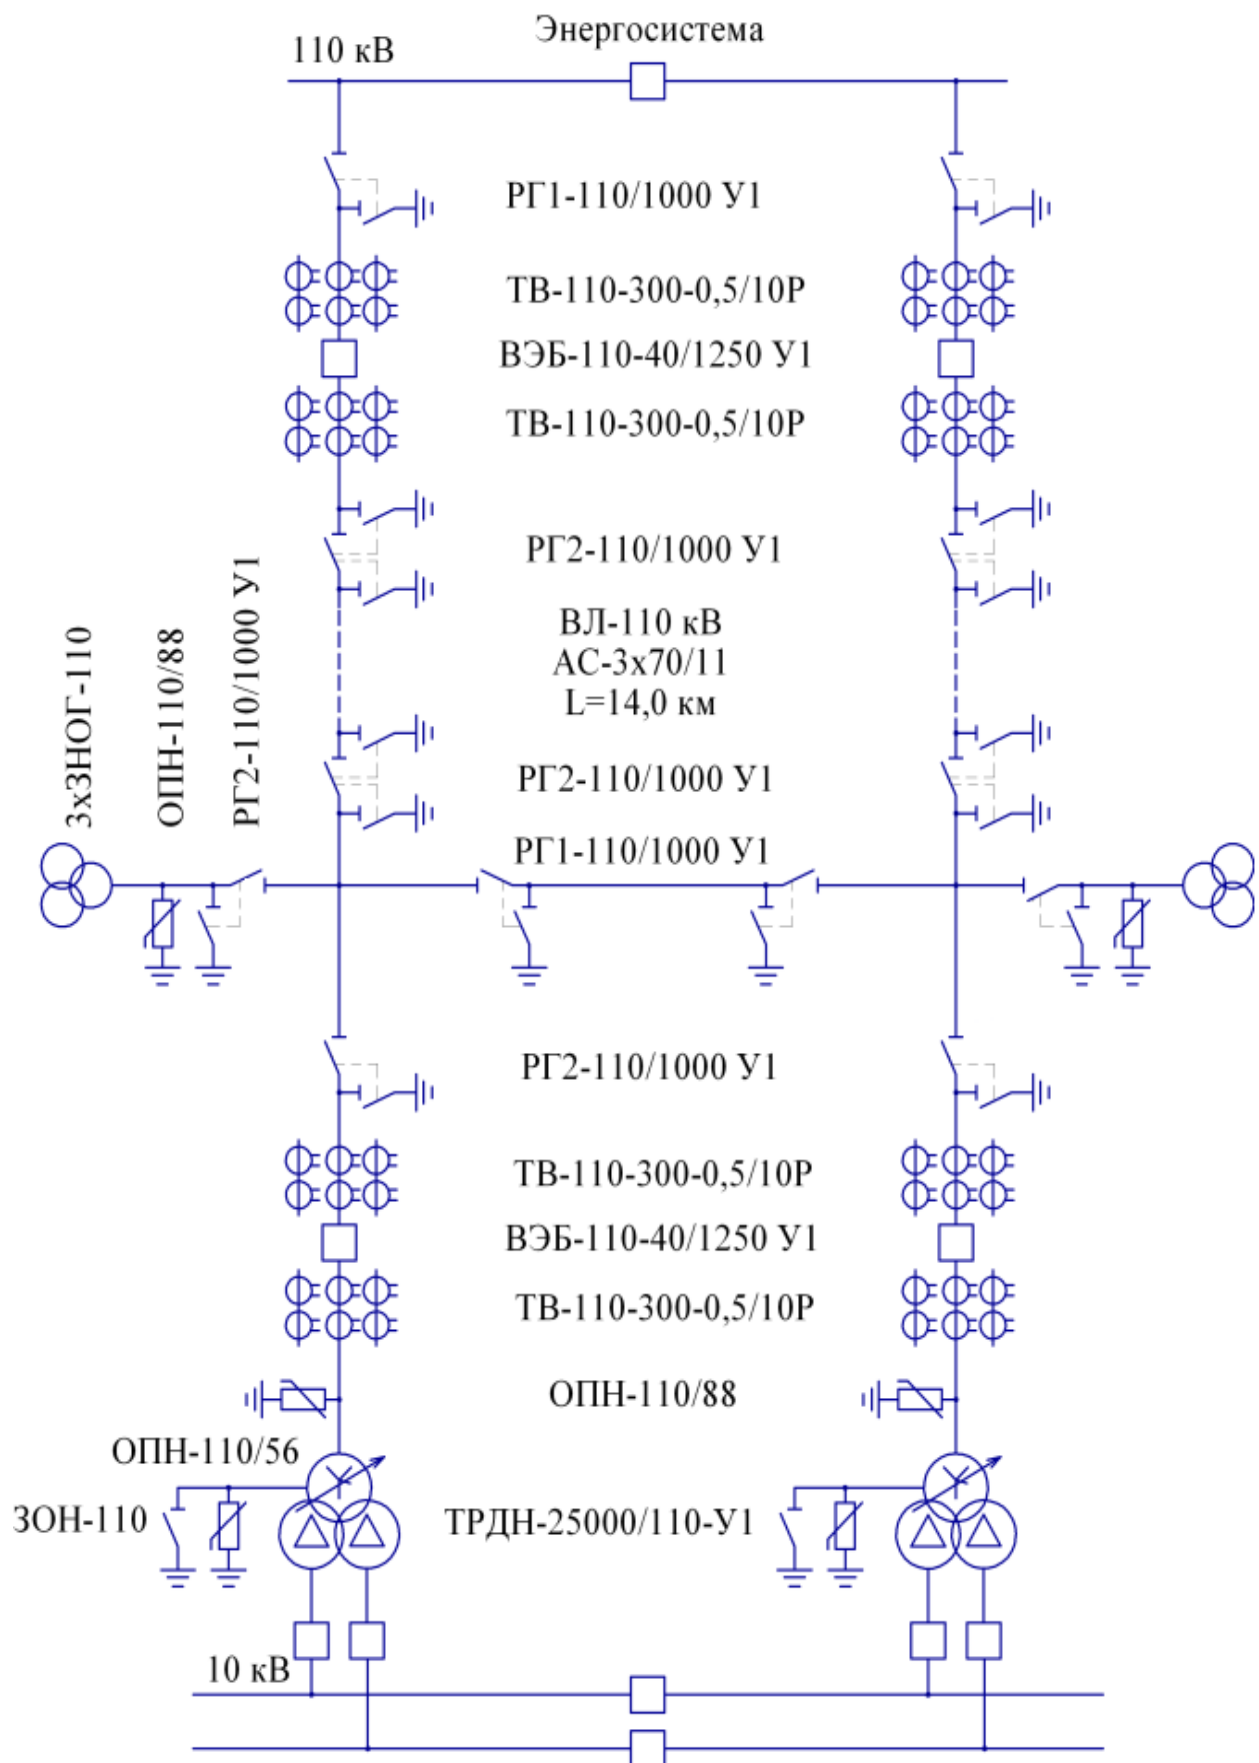 Энергосистема
110 кВ
РГ1-110/1000 У1
ТВ-110-300-0,5/10Р
ВЭБ-110-40/1250 У1
ТВ-110-300-0,5/10Р
РГ2-110/1000 У1
ВЛ-110 кВ
АС-3х70/11
L=14,0 км
3хЗНОГ-110
ОПН-110/88
РГ2-110/1000 У1
РГ2-110/1000 У1
РГ1-110/1000 У1
РГ2-110/1000 У1
ТВ-110-300-0,5/10Р
ВЭБ-110-40/1250 У1
ТВ-110-300-0,5/10Р
ОПН-110/88
ОПН-110/56
ЗОН-110
ТРДН-25000/110-У1
10 кВ